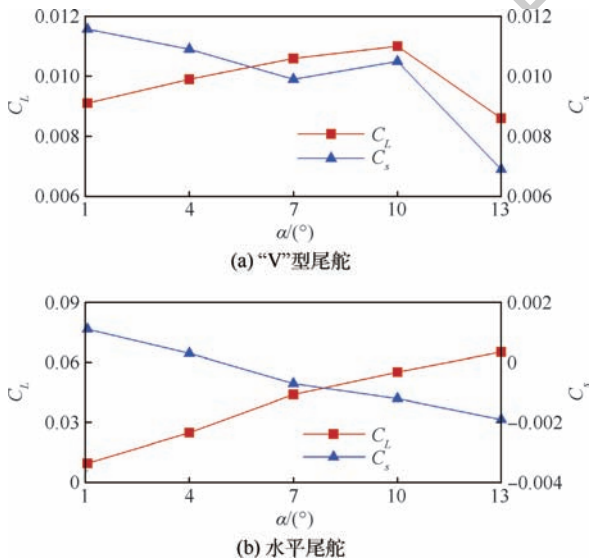 0.012 0.012
0.010 0.010
C_L C_s
0.008 C_L 0.008
C_s
0.006 0.006
1 4 7 10 13
α/(°)
(a) “V”型尾舵
0.09 0.002
0.06 0
C_L C_s
0.03 C_L -0.002
C_s
0 -0.004
1 4 7 10 13
α/(°)
(b) 水平尾舵